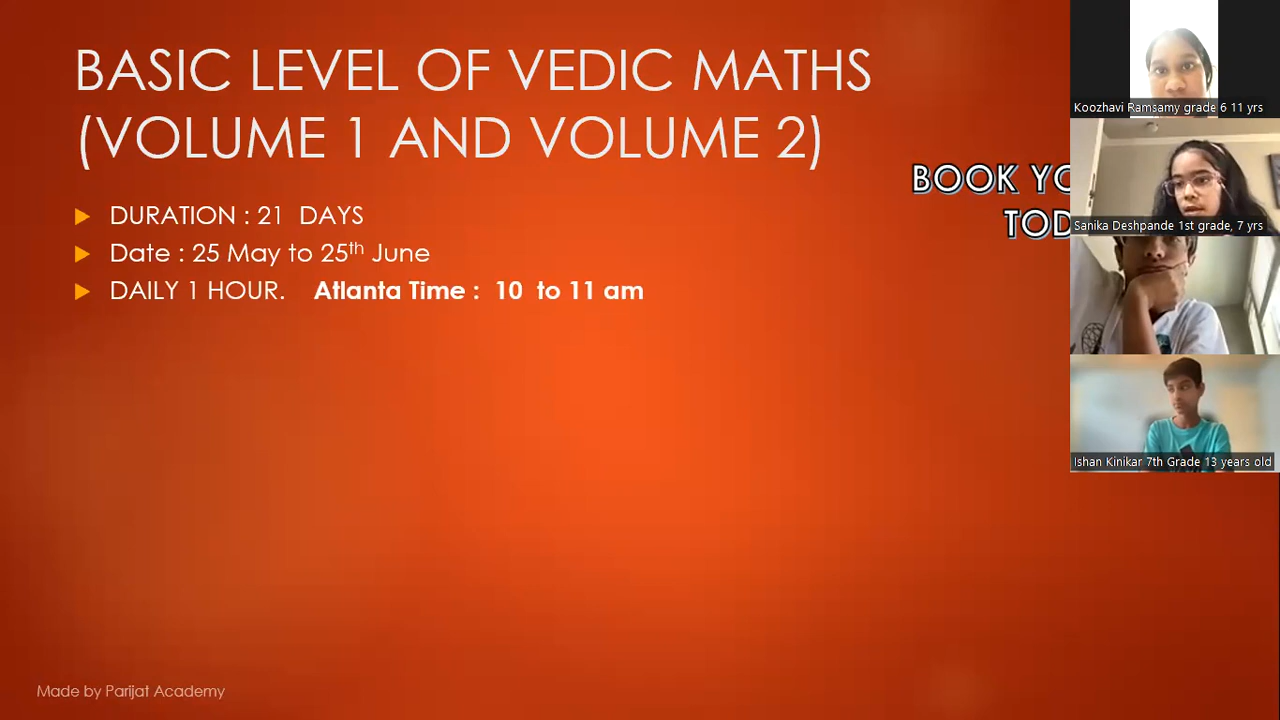 BASIC LEVEL OF VEDIC MATHS
(VOLUME 1 AND VOLUME 2)
DURATION : 21 DAYS
Date : 25 May to 25th June
DAILY 1 HOUR. Atlanta Time : 10 to 11 am
BOOK
Koozhavi Ramsamy grade 6 11 yrs
Sanika Deshpande 1st grade, 7 yrs
Ishan Kinikar 7th Grade 13 years old
Made by Parijat Academy